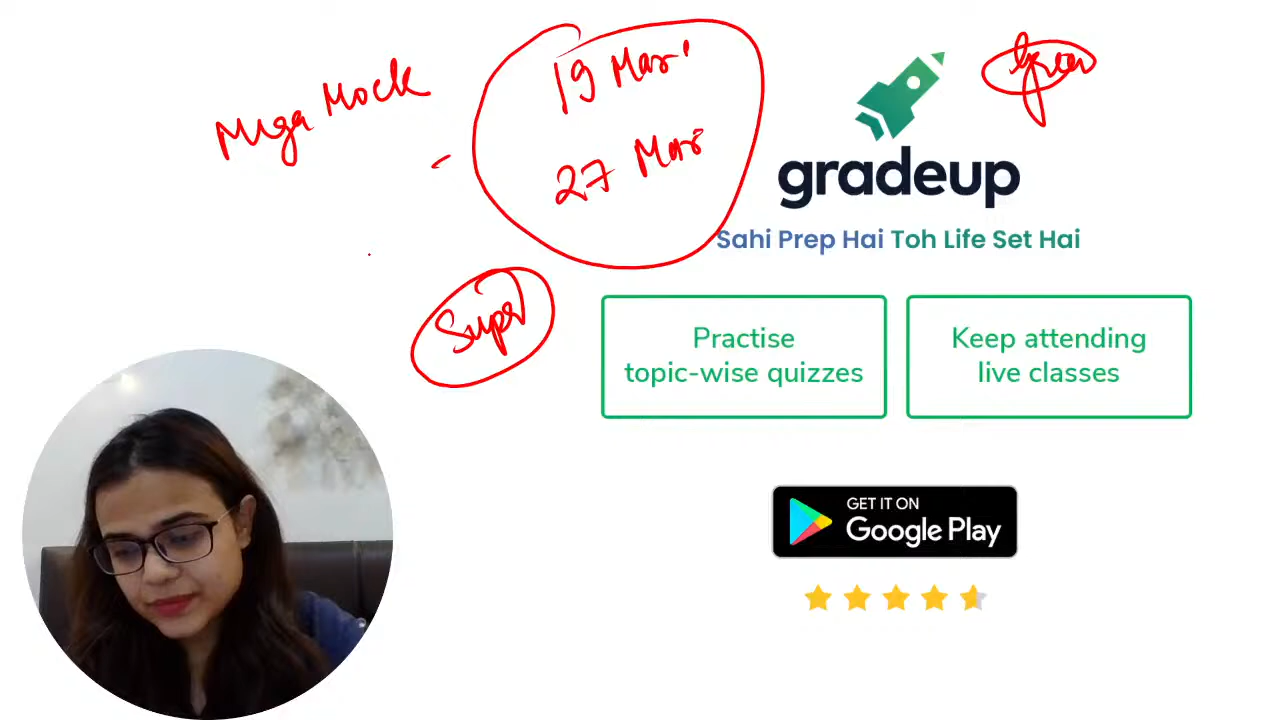 Mega Mock
19 Mar
- 27 Mar
gradeup
Sahi Prep Hai Toh Life Set Hai
Super
Practise
topic-wise quizzes
Keep attending
live classes
GET IT ON
Google Play